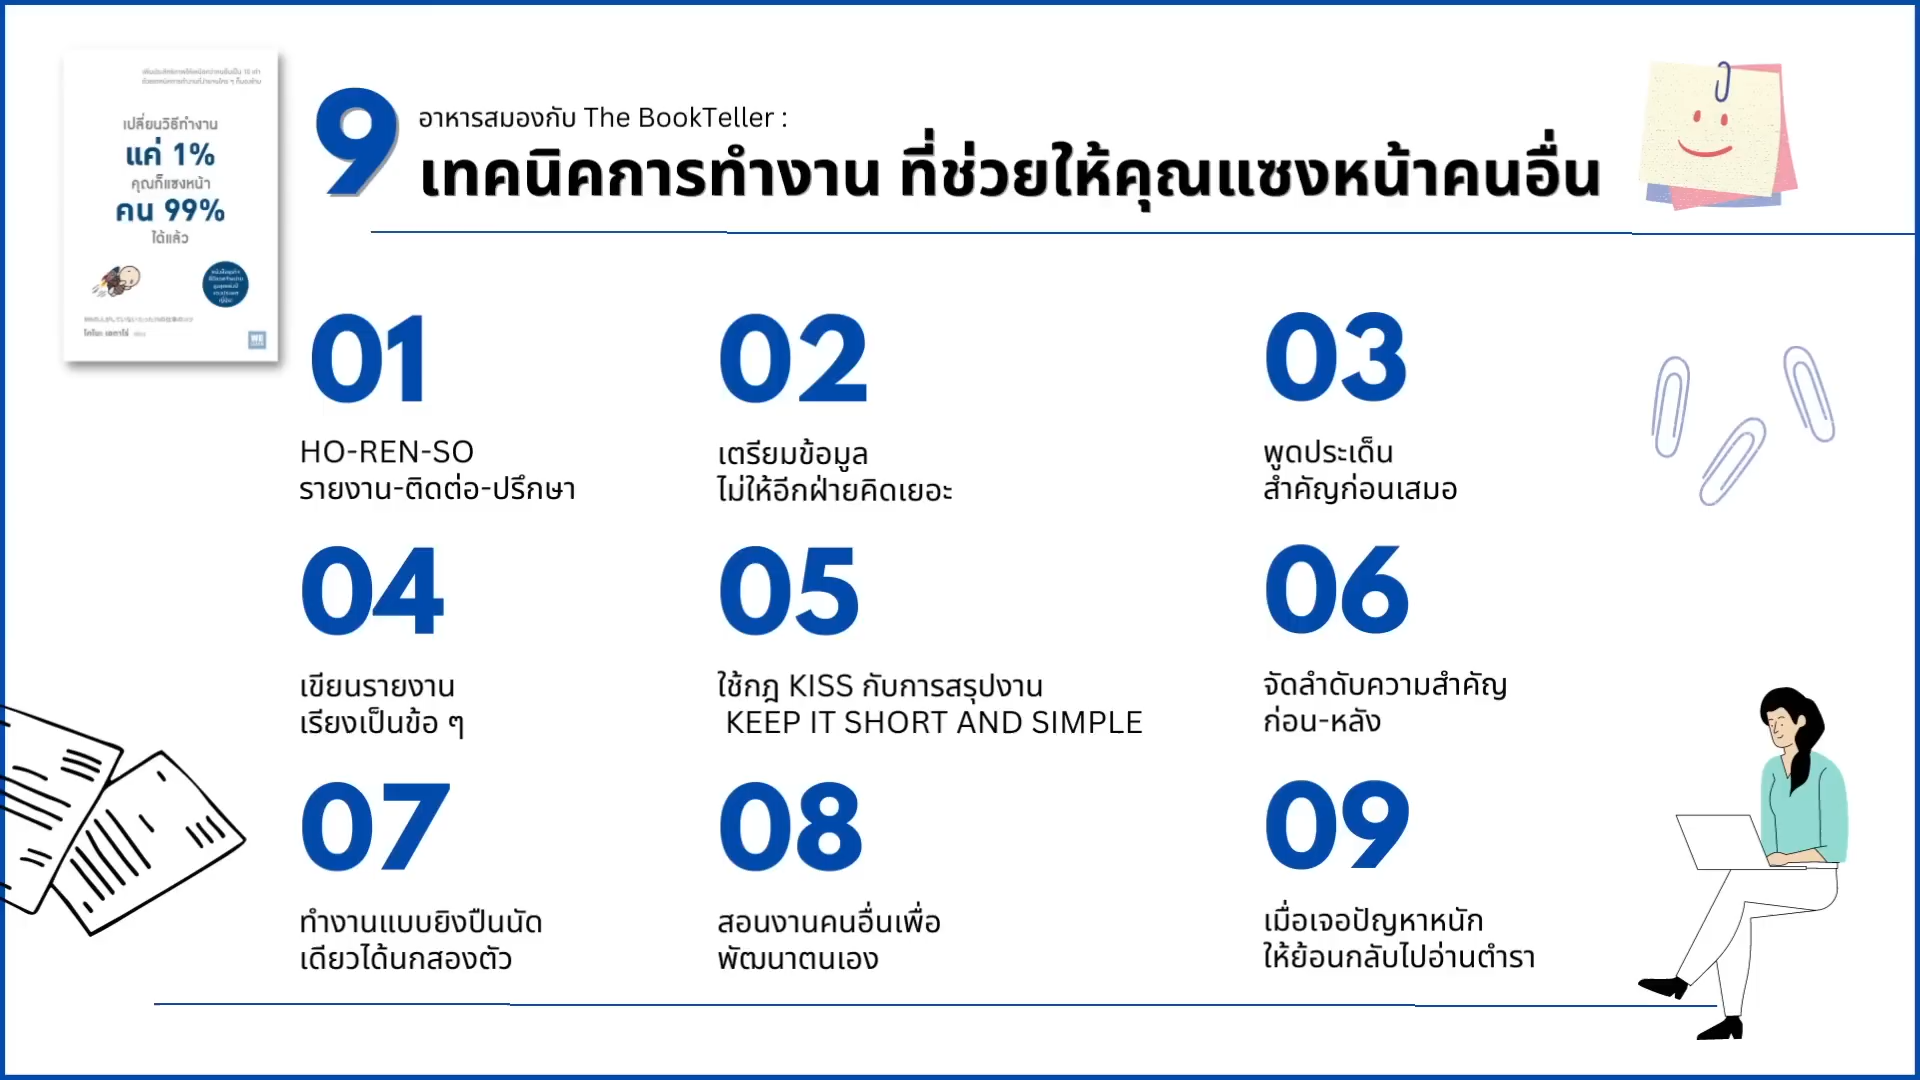 เปลี่ยนวิธีทำงาน
แค่ 1%
คุณก็แซงหน้า
คน 99%
ได้แล้ว
WE
9
อาหารสมองกับ The BookTeller :
เทคนิคการทำงาน ที่ช่วยให้คุณแซงหน้าคนอื่น
01
HO-REN-SO
รายงาน-ติดต่อ-ปรึกษา
02
เตรียมข้อมูล
ไม่ให้อีกฝ่ายคิดเยอะ
03
พูดประเด็น
สำคัญก่อนเสมอ
04
เขียนรายงาน
เรียงเป็นข้อ ๆ
05
ใช้กฎ KISS กับการสรุปงาน
KEEP IT SHORT AND SIMPLE
06
จัดลำดับความสำคัญ
ก่อน-หลัง
07
ทำงานแบบยิงปืนนัด
เดียวได้นกสองตัว
08
สอนงานคนอื่นเพื่อ
พัฒนาตนเอง
09
เมื่อเจอปัญหาหนัก
ให้ย้อนกลับไปอ่านตำรา